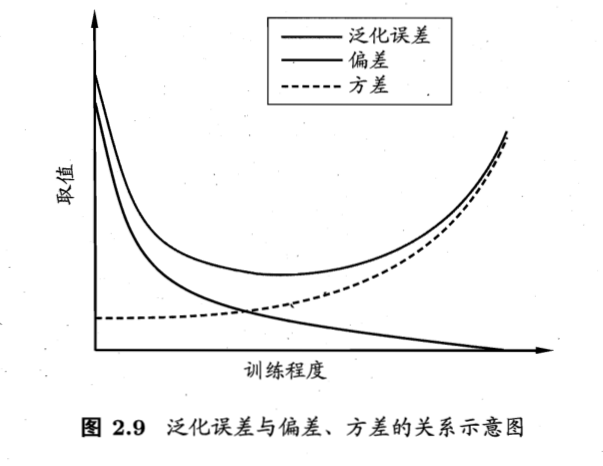 泛化误差
偏差
方差
取值
训练程度
图 2.9 泛化误差与偏差、方差的关系示意图